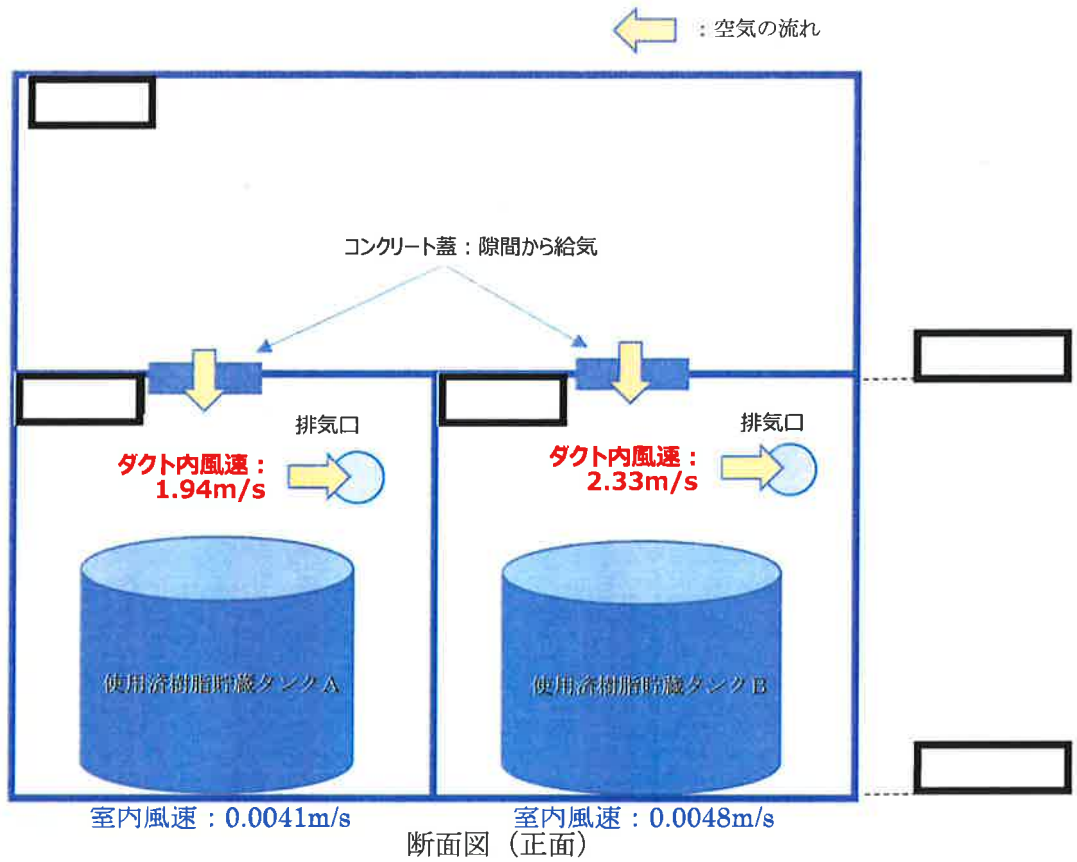 ：空気の流れ
コンクリート蓋：隙間から給気
排気口
排気口
ダクト内風速：
1.94m/s
ダクト内風速：
2.33m/s
使用済樹脂貯蔵タンクA
使用済樹脂貯蔵タンクB
室内風速：0.0041m/s
室内風速：0.0048m/s
断面図（正面）